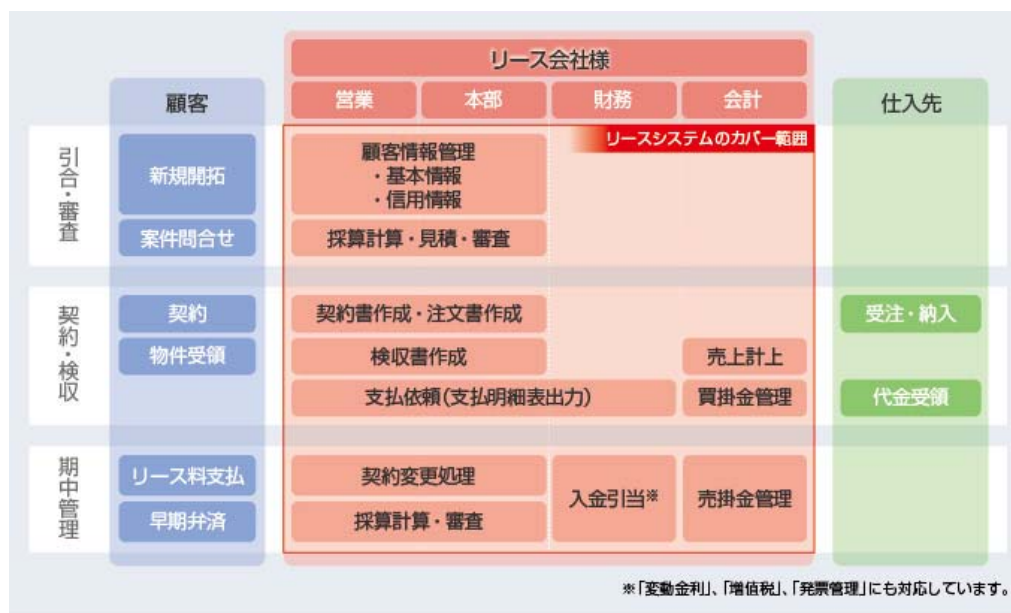 リース会社様
顧客
営業
本部
財務
会計
仕入先
リースシステムのカバー範囲
引合・審査
新規開拓
顧客情報管理
・基本情報
・信用情報
案件問合せ
採算計算・見積・審査
契約・検収
契約
契約書作成・注文書作成
受注・納入
物件受領
検収書作成
売上計上
支払依頼(支払明細表出力)
買掛金管理
代金受領
期中管理
リース料支払
契約変更処理
入金引当※
売掛金管理
早期弁済
採算計算・審査
※「変動金利」、「増値税」、「発票管理」にも対応しています。